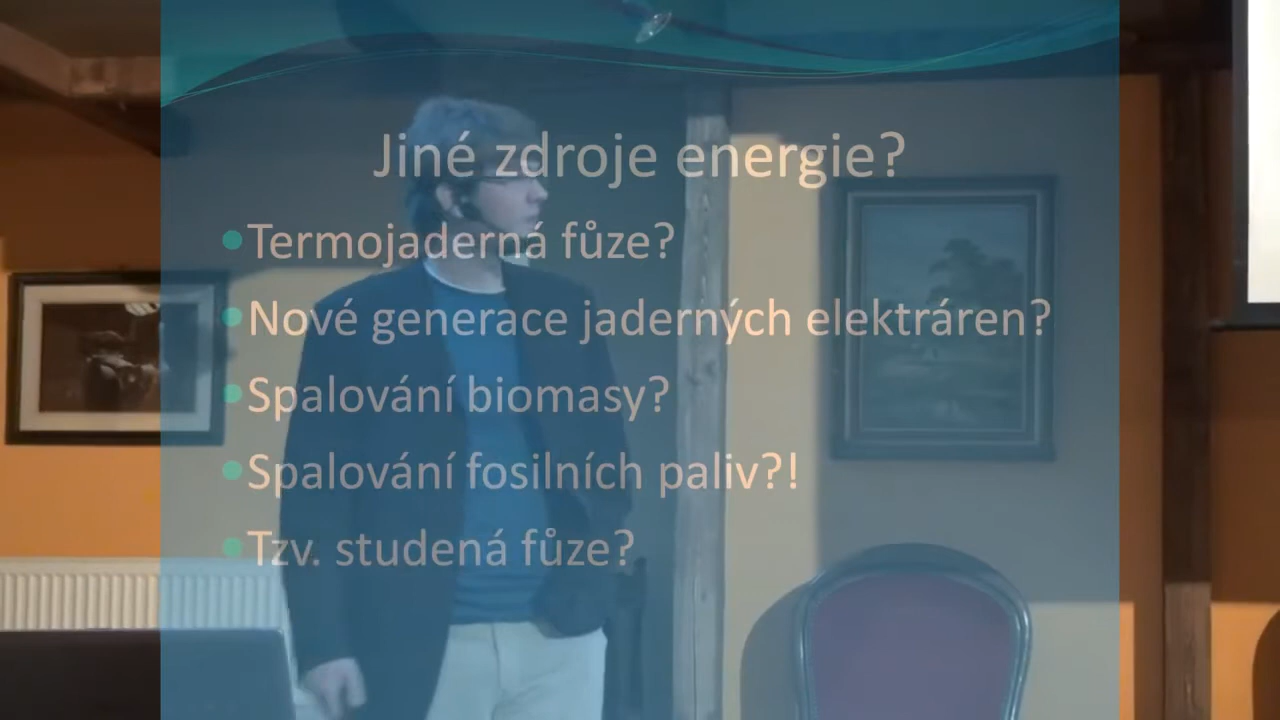 Jiné zdroje energie?
Termojaderná fůze?
Nové generace jaderných elektráren?
Spalování biomasy?
Spalování fosilních paliv?!
Tzv. studená fůze?